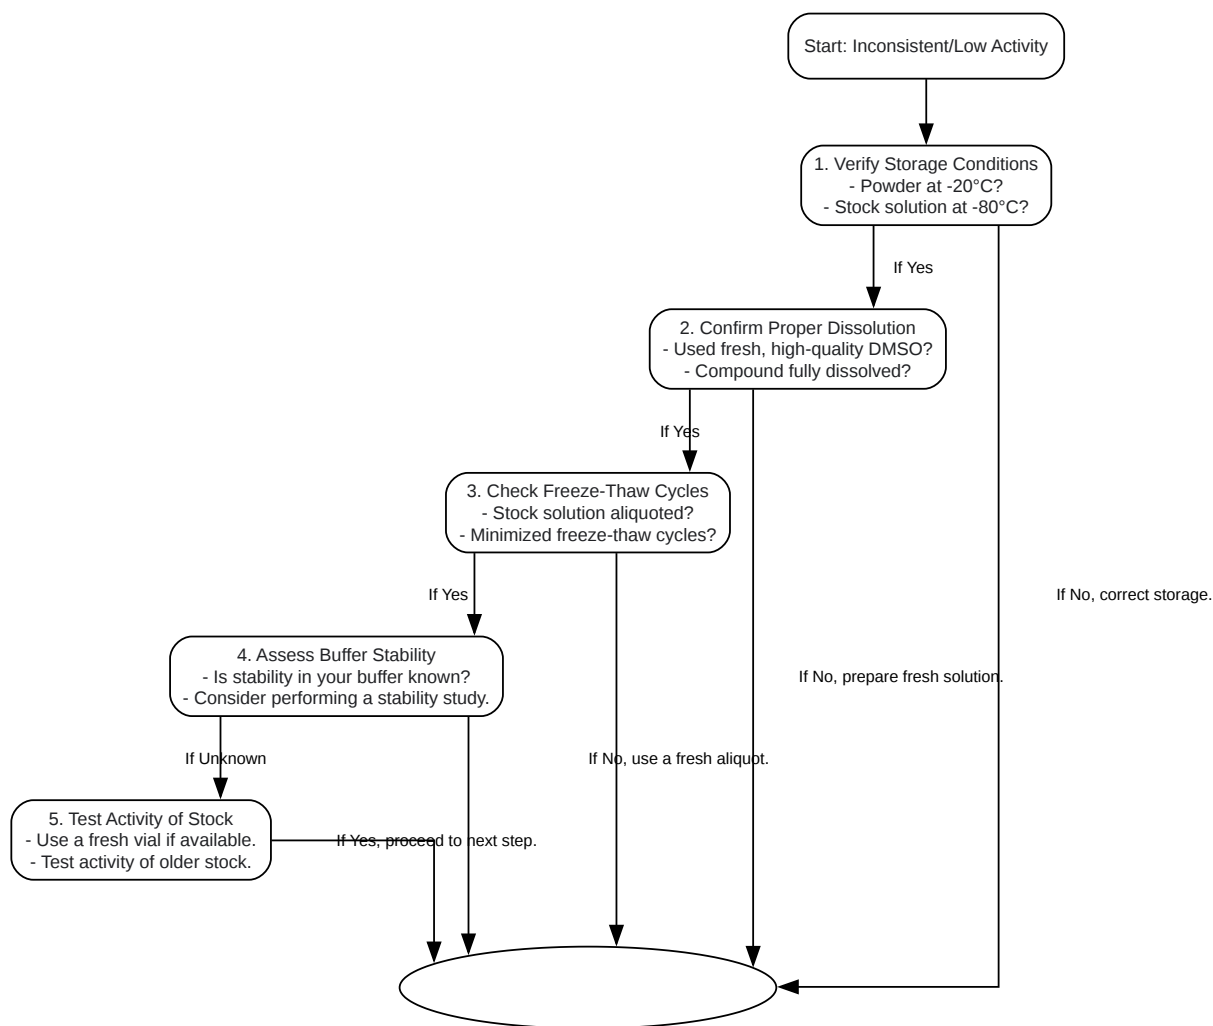 Start: Inconsistent/Low Activity
1. Verify Storage Conditions
- Powder at -20°C?
- Stock solution at -80°C?
If Yes
2. Confirm Proper Dissolution
- Used fresh, high-quality DMSO?
- Compound fully dissolved?
If Yes
3. Check Freeze-Thaw Cycles
- Stock solution aliquoted?
- Minimized freeze-thaw cycles?
If Yes
If No, correct storage.
4. Assess Buffer Stability
- Is stability in your buffer known?
- Consider performing a stability study.
If No, prepare fresh solution.
If Unknown
If No, use a fresh aliquot.
5. Test Activity of Stock
- Use a fresh vial if available.
- Test activity of older stock.
If Yes, proceed to next step.